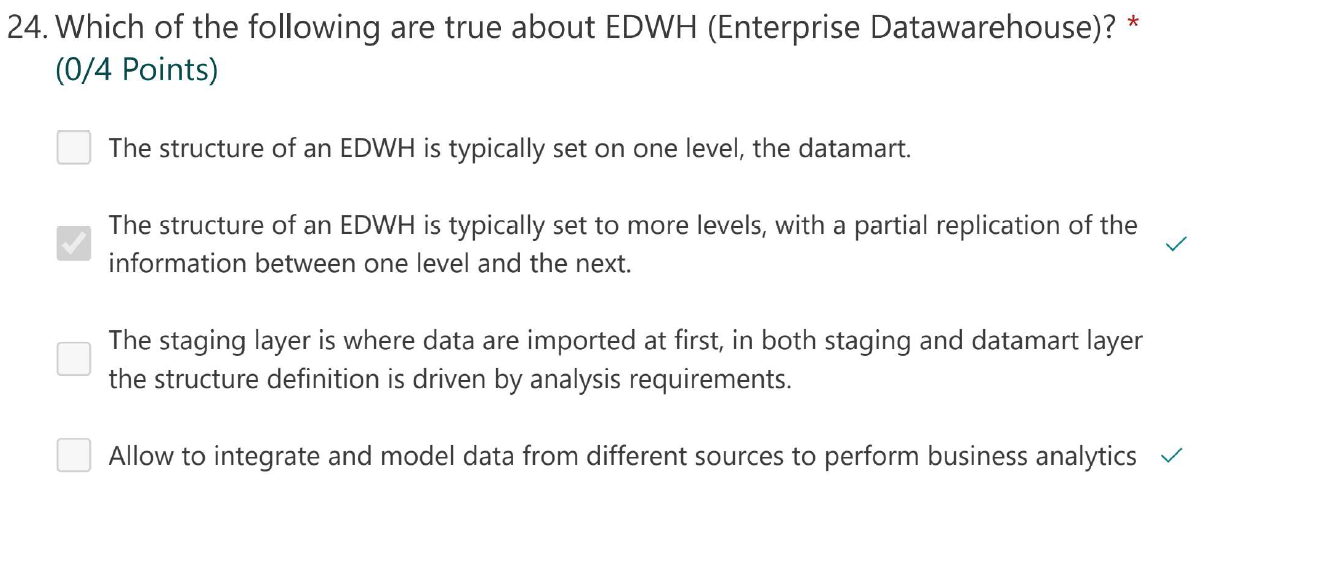 24. Which of the following are true about EDWH (Enterprise Datawarehouse)? *
(0/4 Points)
The structure of an EDWH is typically set on one level, the datamart.
The structure of an EDWH is typically set to more levels, with a partial replication of the
information between one level and the next.
The staging layer is where data are imported at first, in both staging and datamart layer
the structure definition is driven by analysis requirements.
Allow to integrate and model data from different sources to perform business analytics